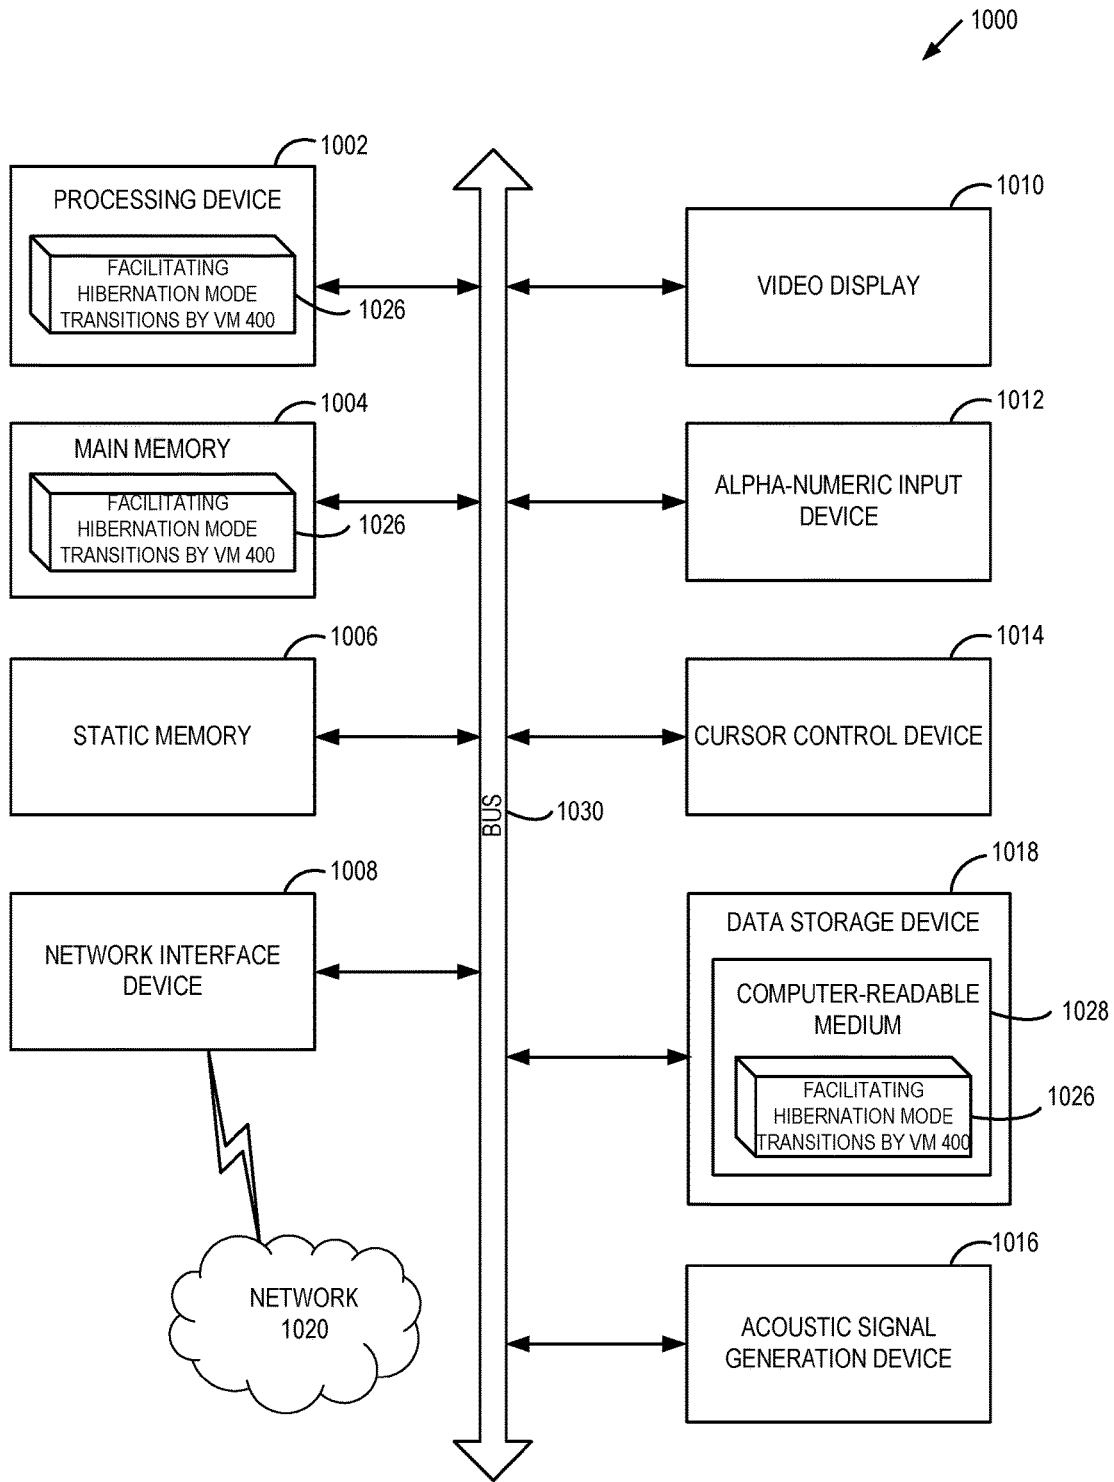 1000
1002
PROCESSING DEVICE
FACILITATING
HIBERNATION MODE
TRANSITIONS BY VM 400
1026
1004
MAIN MEMORY
FACILITATING
HIBERNATION MODE
TRANSITIONS BY VM 400
1026
1006
STATIC MEMORY
1008
NETWORK INTERFACE
DEVICE
NETWORK
1020
BUS
1030
1010
VIDEO DISPLAY
1012
ALPHA-NUMERIC INPUT
DEVICE
1014
CURSOR CONTROL DEVICE
1018
DATA STORAGE DEVICE
COMPUTER-READABLE
MEDIUM
1028
FACILITATING
HIBERNATION MODE
TRANSITIONS BY VM 400
1026
1016
ACOUSTIC SIGNAL
GENERATION DEVICE